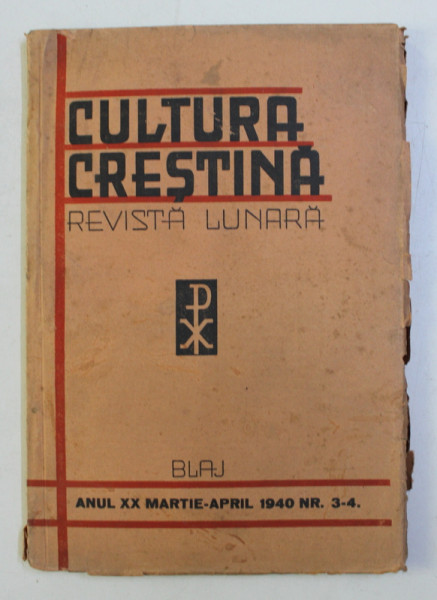 CULTURA
CREȘTINĂ
REVISTĂ LUNARĂ
BLAJ
ANUL XX MARTIE-APRIL 1940 NR. 3-4.